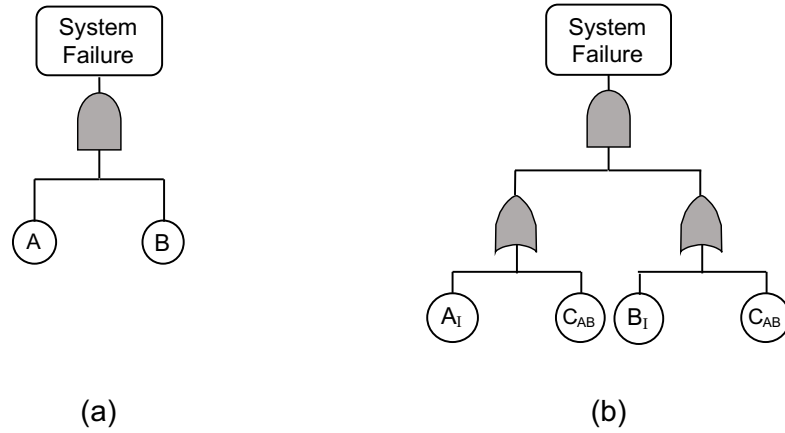 System
Failure
A
B
(a)
System
Failure
A_I
C_AB
B_I
C_AB
(b)